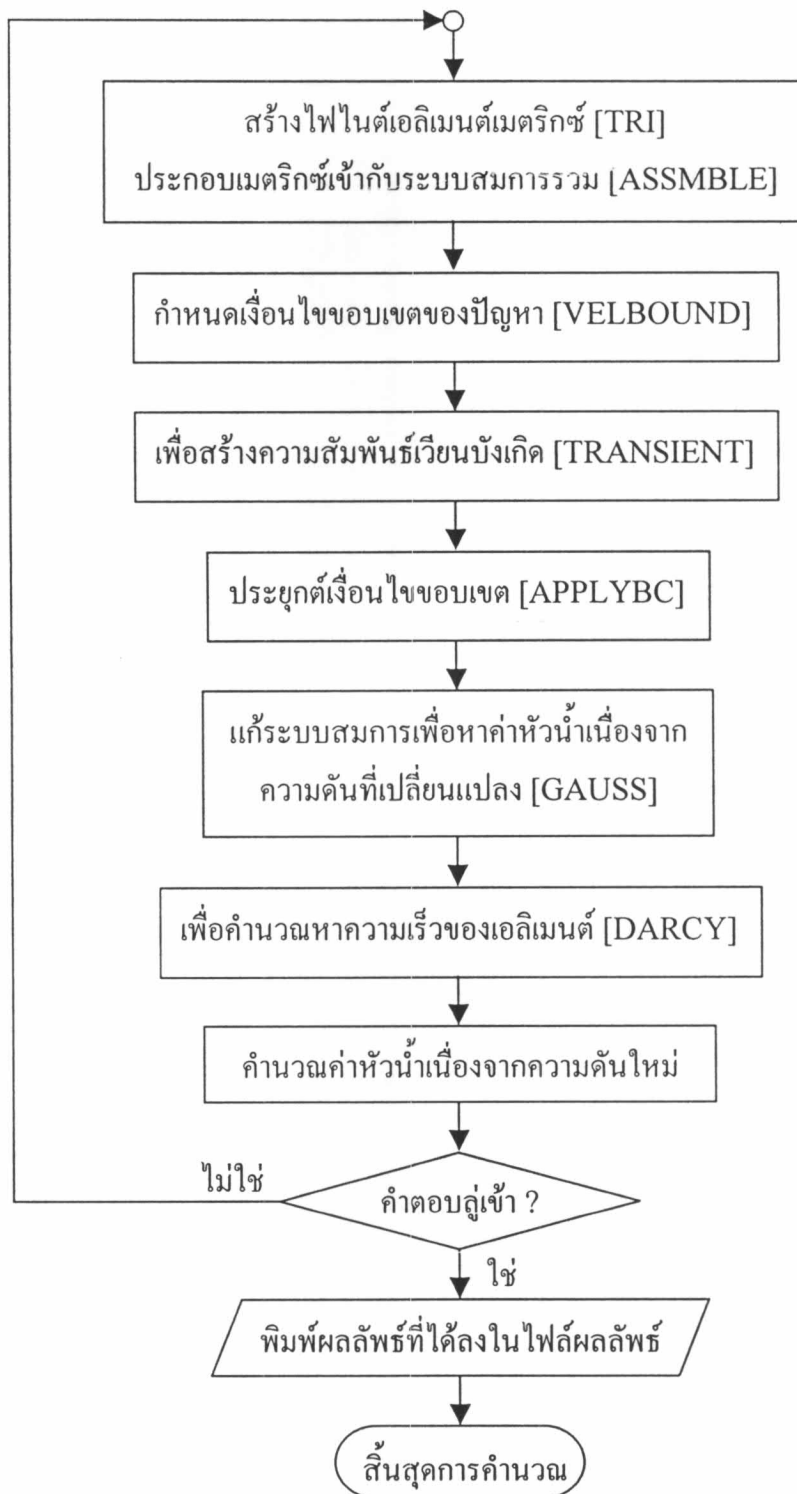 สร้างไฟไนต์เอลิเมนต์เมตริกซ์ [TRI]
ประกอบเมตริกซ์เข้ากับระบบสมการรวม [ASSMBLE]
กำหนดเงื่อนไขขอบเขตของปัญหา [VELBOUND]
เพื่อสร้างความสัมพันธ์เวียนบังเกิด [TRANSIENT]
ประยุกต์เงื่อนไขขอบเขต [APPLYBC]
แก้ระบบสมการเพื่อหาค่าหัวน้ำเนื่องจาก
ความดันที่เปลี่ยนแปลง [GAUSS]
เพื่อคำนวณหาความเร็วของเอลิเมนต์ [DARCY]
คำนวณค่าหัวน้ำเนื่องจากความดันใหม่
ไม่ใช่
คำตอบลู่เข้า ?
ใช่
พิมพ์ผลลัพธ์ที่ได้ลงในไฟล์ผลลัพธ์
สิ้นสุดการคำนวณ